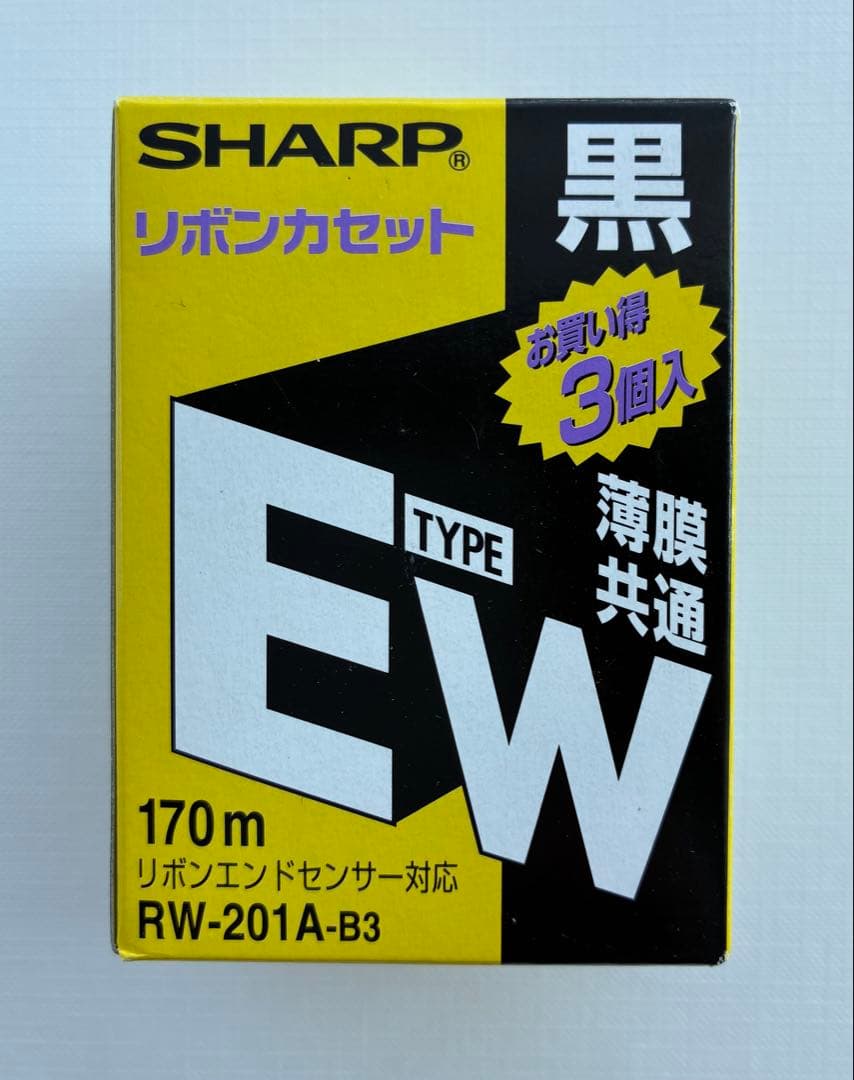 SHARP®
リボンカセット
黒
お買い得
3個入
TYPE
EW
薄膜
共通
170m
リボンエンドセンサー対応
RW-201A-B3